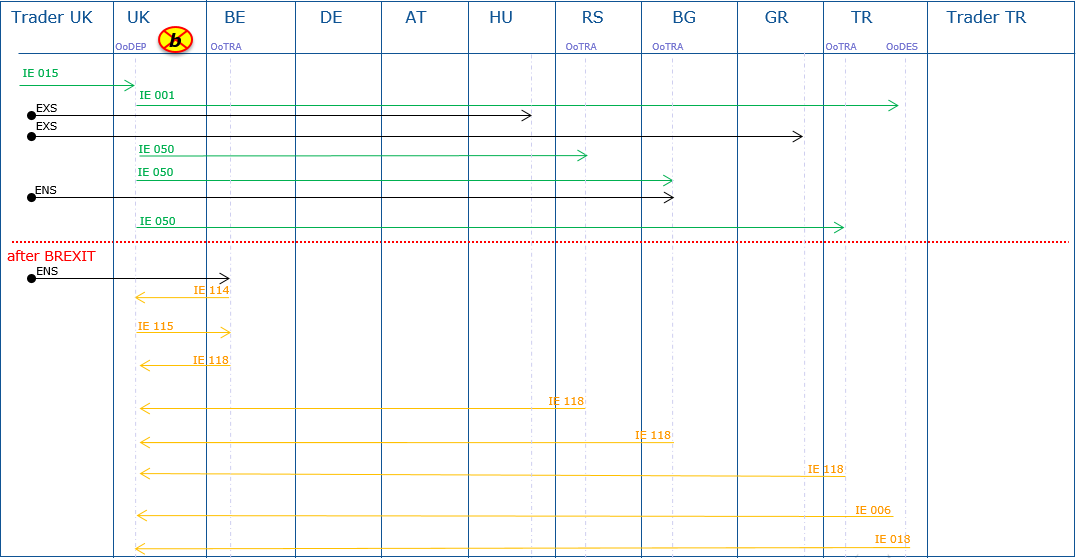 Trader UK UK BE DE AT HU RS BG GR TR Trader TR
OoDEP b OoTRA OoTRA OoTRA OoTRA OoDES
IE 015
IE 001
EXS
EXS
IE 050
IE 050
ENS
IE 050
after BREXIT
ENS
IE 114
IE 115
IE 118
IE 118
IE 118
IE 118
IE 006
IE 018